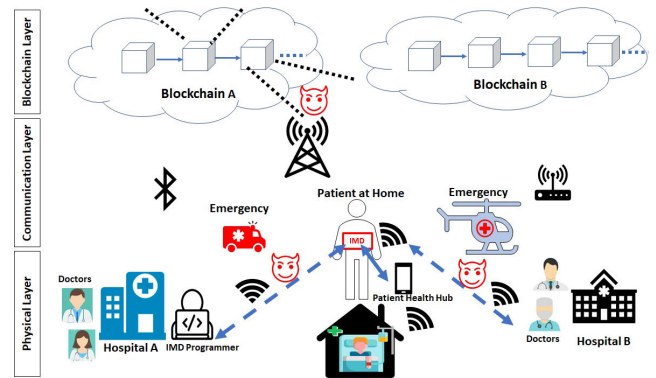 Blockchain Layer
Blockchain A
Blockchain B
Communication Layer
Patient at Home
Emergency
Emergency
IMD
Physical Layer
Doctors
Patient Health Hub
</>
Hospital A
IMD Programmer
Doctors
Hospital B